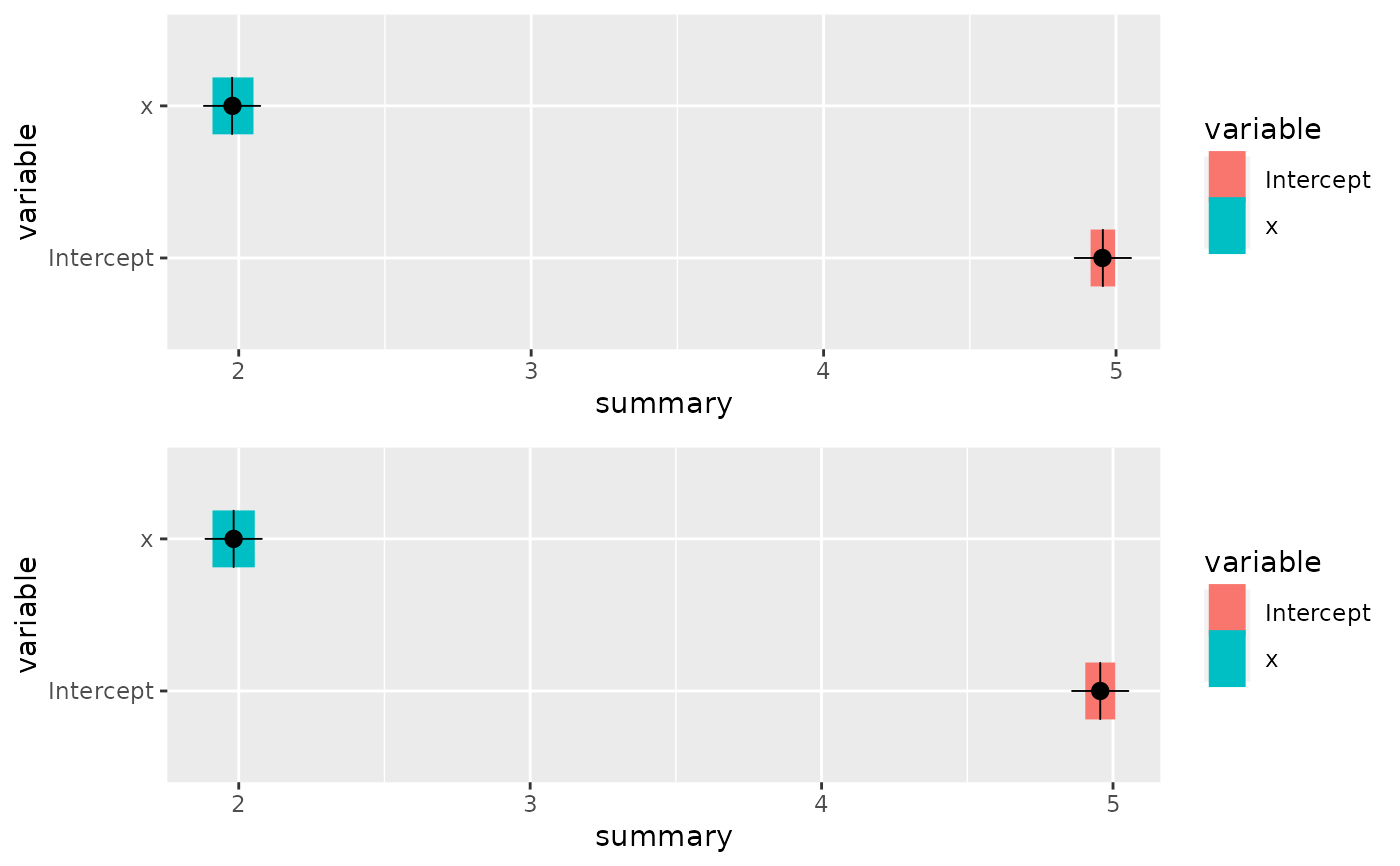 variable
x
Intercept
2 3 4 5
summary
variable
Intercept
x
variable
x
Intercept
2 3 4 5
summary
variable
Intercept
x